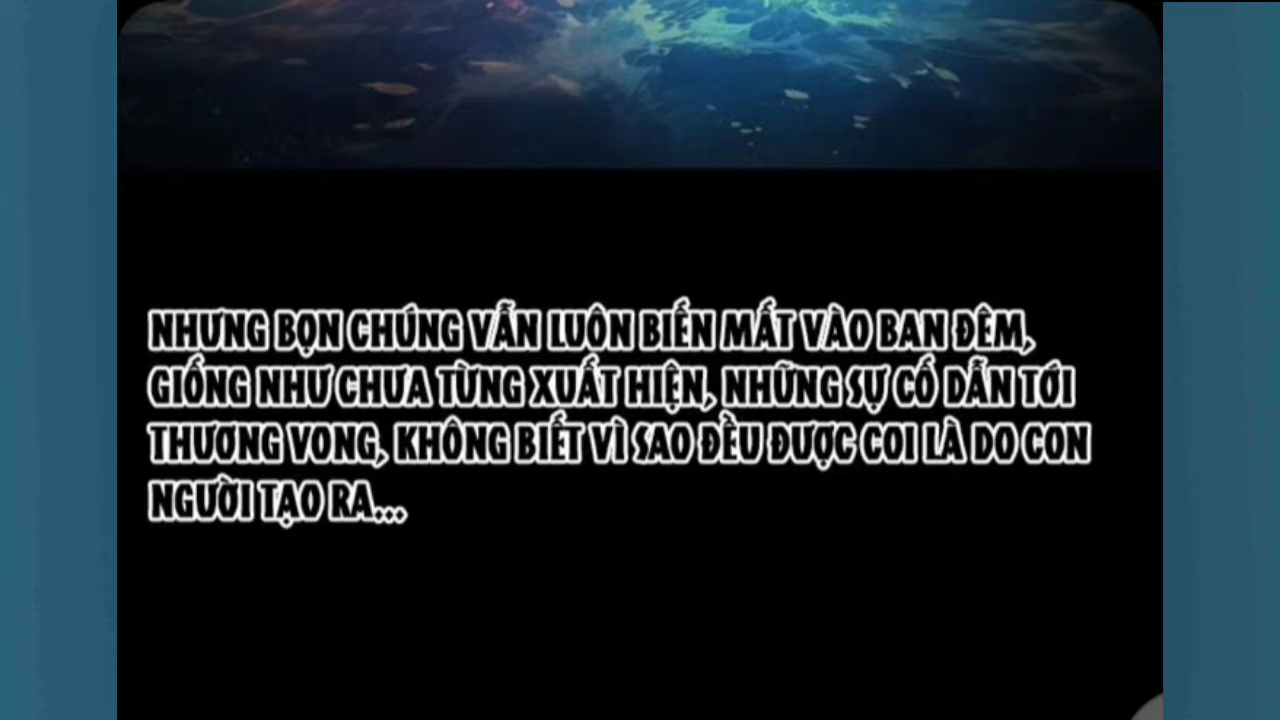 NHƯNG BỌN CHÚNG VẪN LUÔN BIẾN MẤT VÀO BAN ĐÊM,
GIỐNG NHƯ CHƯA TỪNG XUẤT HIỆN, NHỮNG SỰ CỐ DẪN TỚI
THƯƠNG VONG, KHÔNG BIẾT VÌ SAO ĐỀU ĐƯỢC COI LÀ DO CON
NGƯỜI TẠO RA...